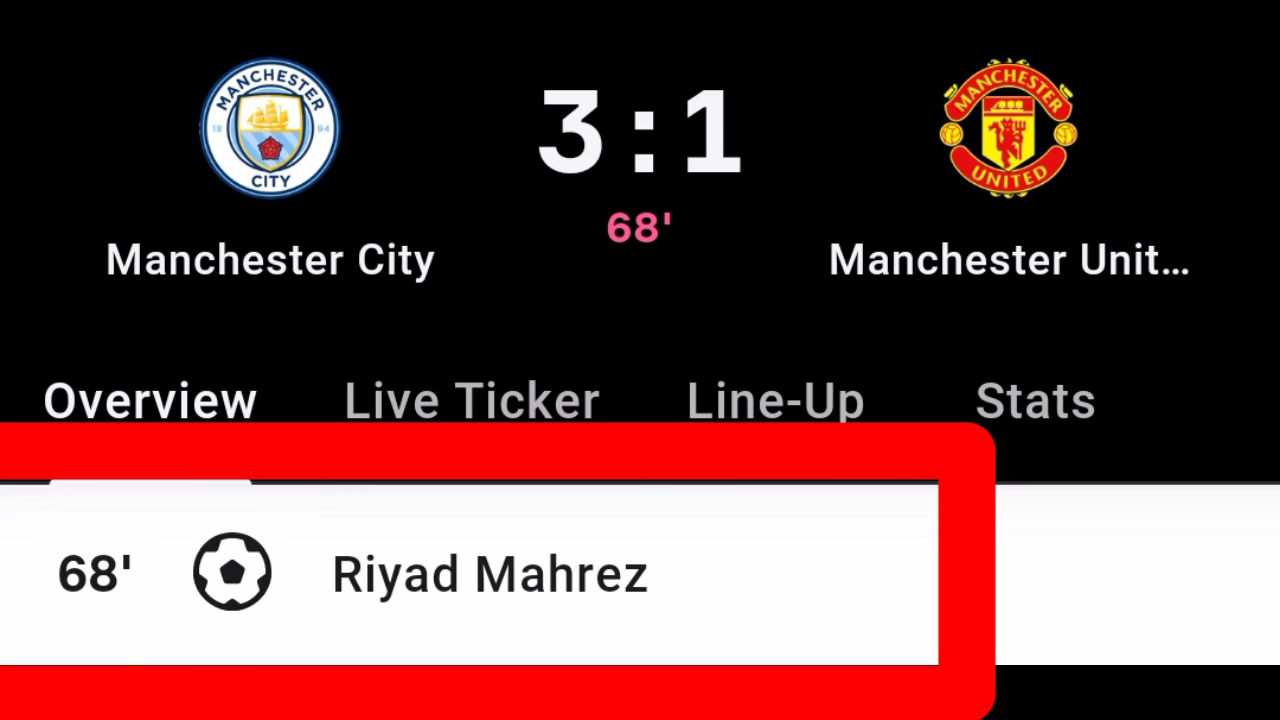 MANCHESTER
18 94
CITY
3:1
MANCHESTER
UNITED
68'
Manchester City
Manchester Unit...
Overview Live Ticker Line-Up Stats
68' Riyad Mahrez